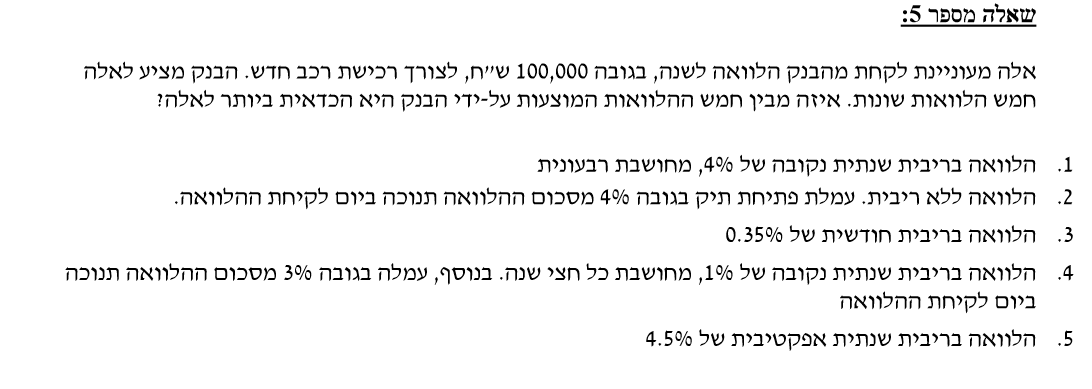 שאלה מספר 5:
אלה מעוניינת לקחת מהבנק הלוואה לשנה, בגובה 100,000 ש״ח, לצורך רכישת רכב חדש. הבנק מציע לאלה
חמש הלוואות שונות. איזה מבין חמש ההלוואות המוצעות על-ידי הבנק היא הכדאית ביותר לאלה?
1. הלוואה בריבית שנתית נקובה של 4%, מחושבת רבעונית
2. הלוואה ללא ריבית. עמלת פתיחת תיק בגובה 4% מסכום ההלוואה תנוכה ביום לקיחת ההלוואה.
3. הלוואה בריבית חודשית של 0.35%
4. הלוואה בריבית שנתית נקובה של 1%, מחושבת כל חצי שנה. בנוסף, עמלה בגובה 3% מסכום ההלוואה תנוכה
ביום לקיחת ההלוואה
5. הלוואה בריבית שנתית אפקטיבית של 4.5%